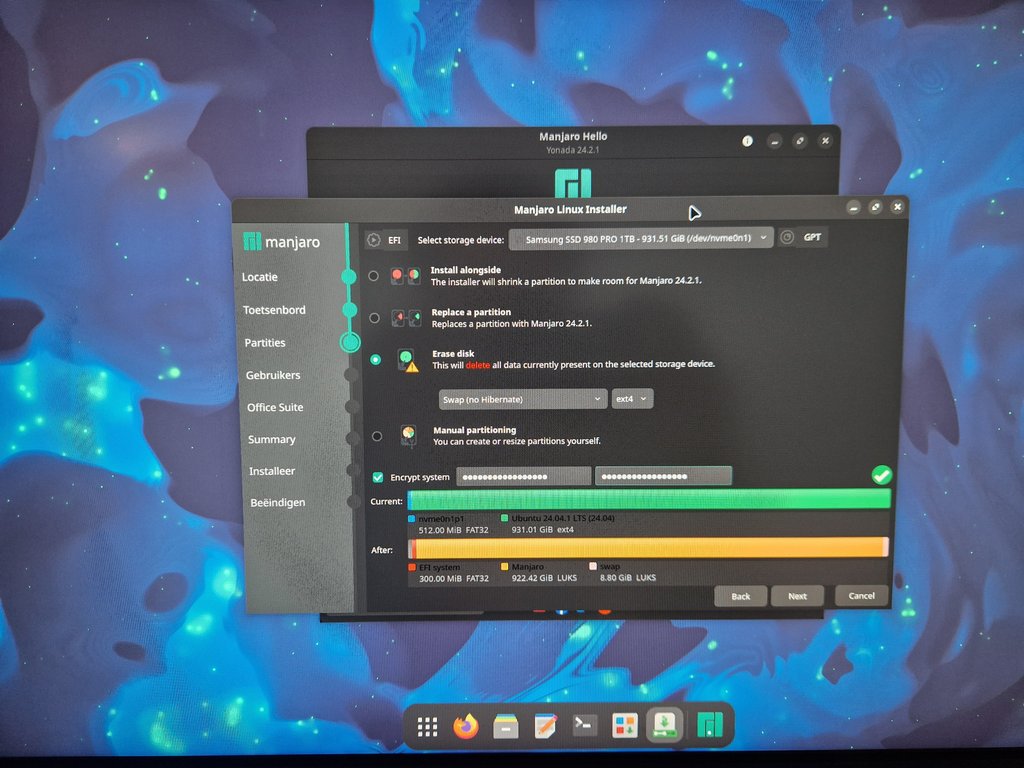 Manjaro Hello
Yonada 24.2.1
Manjaro Linux Installer
manjaro
Locatie
Toetsenbord
Partities
Gebruikers
Office Suite
Summary
Installeer
Beëindigen
EFI
Select storage device:
Samsung SSD 980 PRO 1TB - 931.51 GiB (/dev/nvme0n1)
GPT
Install alongside
The installer will shrink a partition to make room for Manjaro 24.2.1.
Replace a partition
Replaces a partition with Manjaro 24.2.1.
Erase disk
This will delete all data currently present on the selected storage device.
Swap (no Hibernate)
ext4
Manual partitioning
You can create or resize partitions yourself.
Encrypt system
Current:
nvme0n1p1 Ubuntu 24.04.1 LTS (24.04)
512.00 MiB FAT32 931.01 GiB ext4
After:
EFI system Manjaro swap
300.00 MiB FAT32 922.42 GiB LUKS 8.80 GiB LUKS
Back Next Cancel